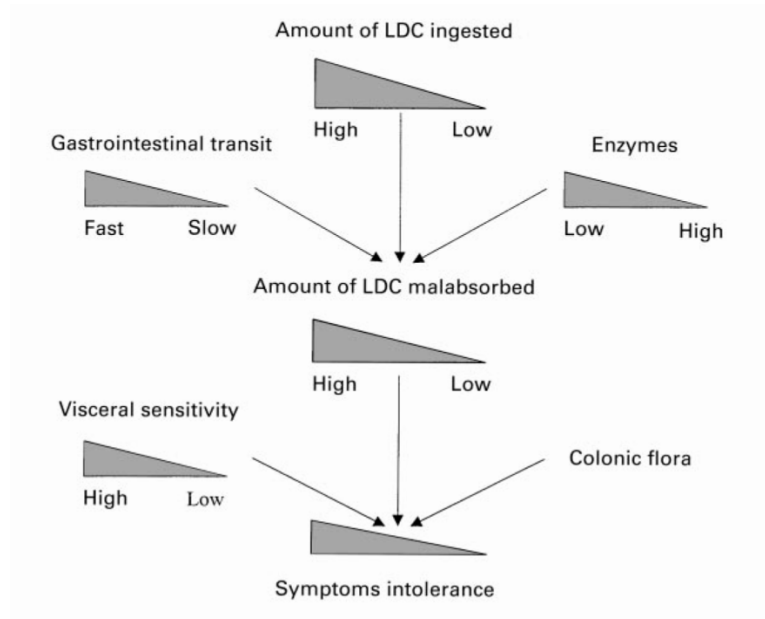 Amount of LDC ingested
High Low
Gastrointestinal transit
Fast Slow
Enzymes
Low High
Amount of LDC malabsorbed
High Low
Visceral sensitivity
High Low
Colonic flora
Symptoms intolerance